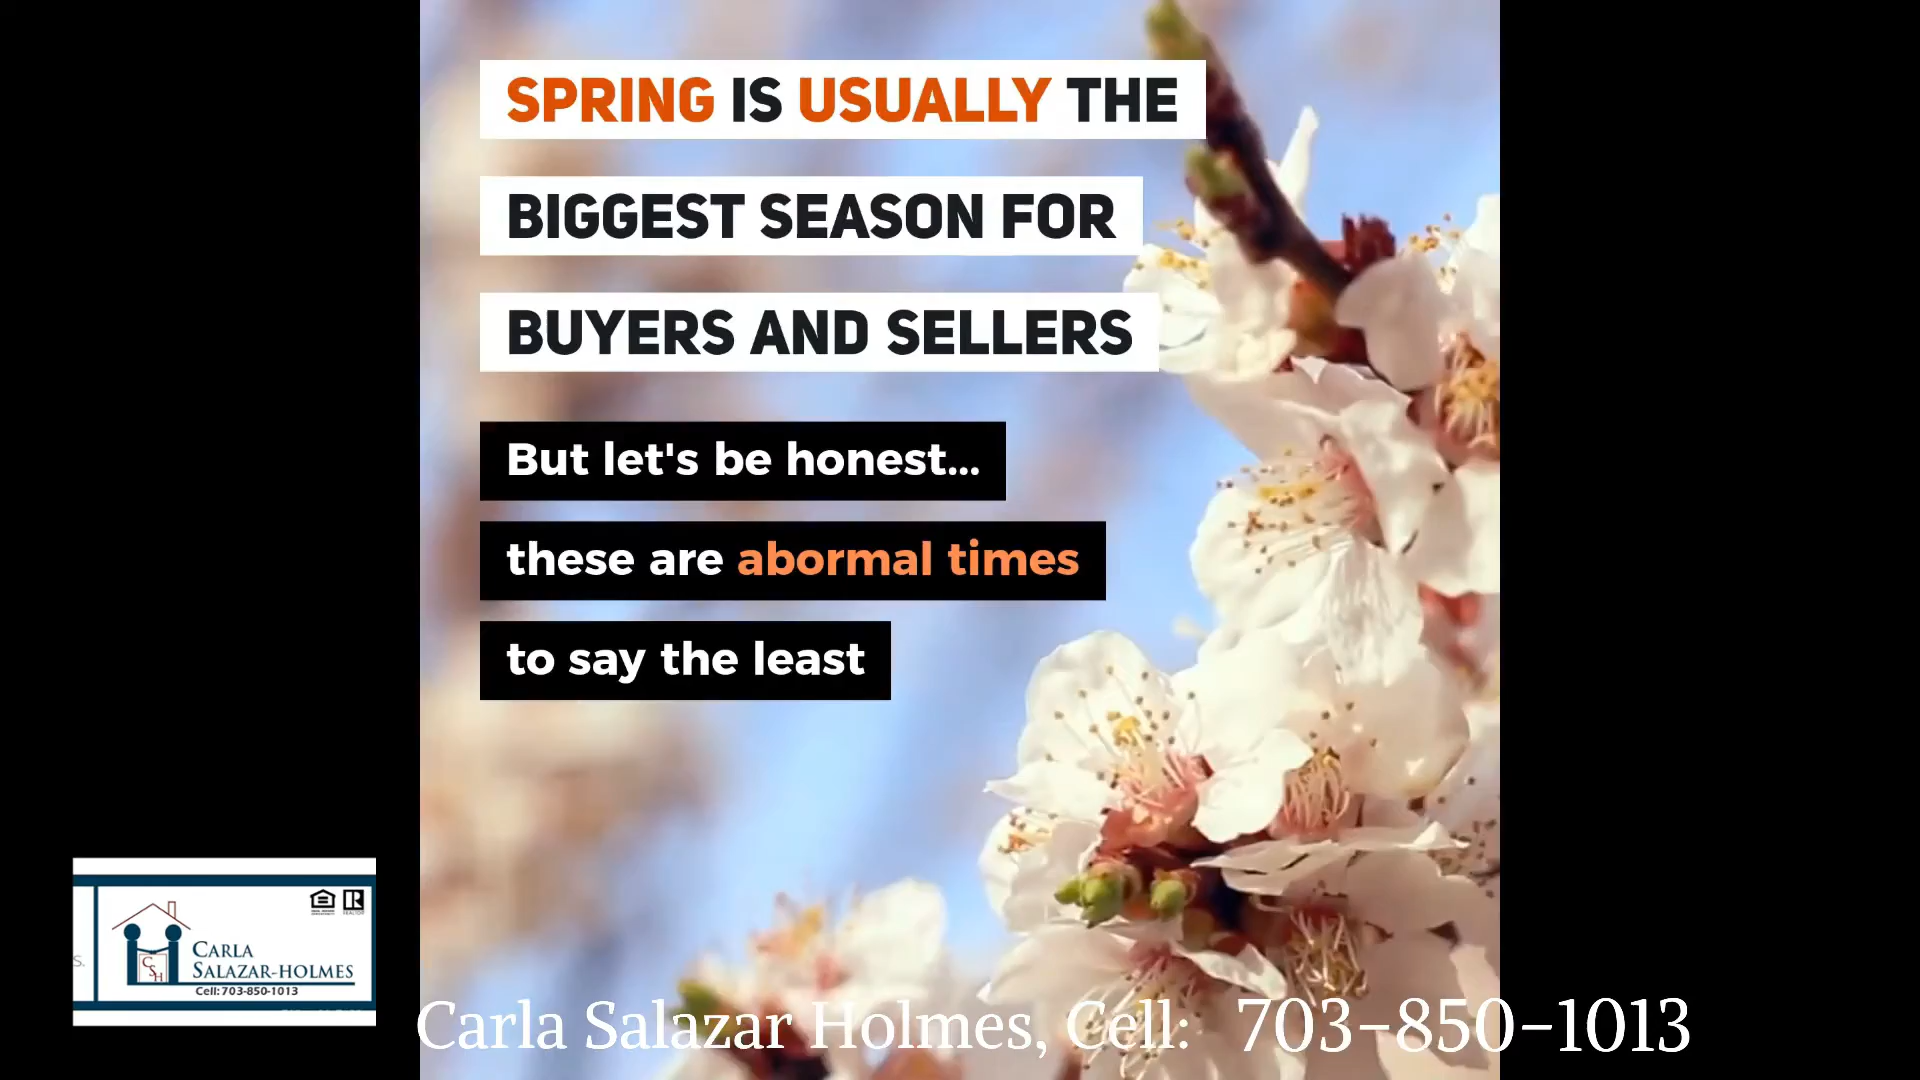 SPRING IS USUALLY THE
BIGGEST SEASON FOR
BUYERS AND SELLERS
But let's be honest...
these are abormal times
to say the least
S.
CSH
CARLA
SALAZAR-HOLMES
Cell: 703-850-1013
Carla Salazar Holmes, Cell: 703-850-1013